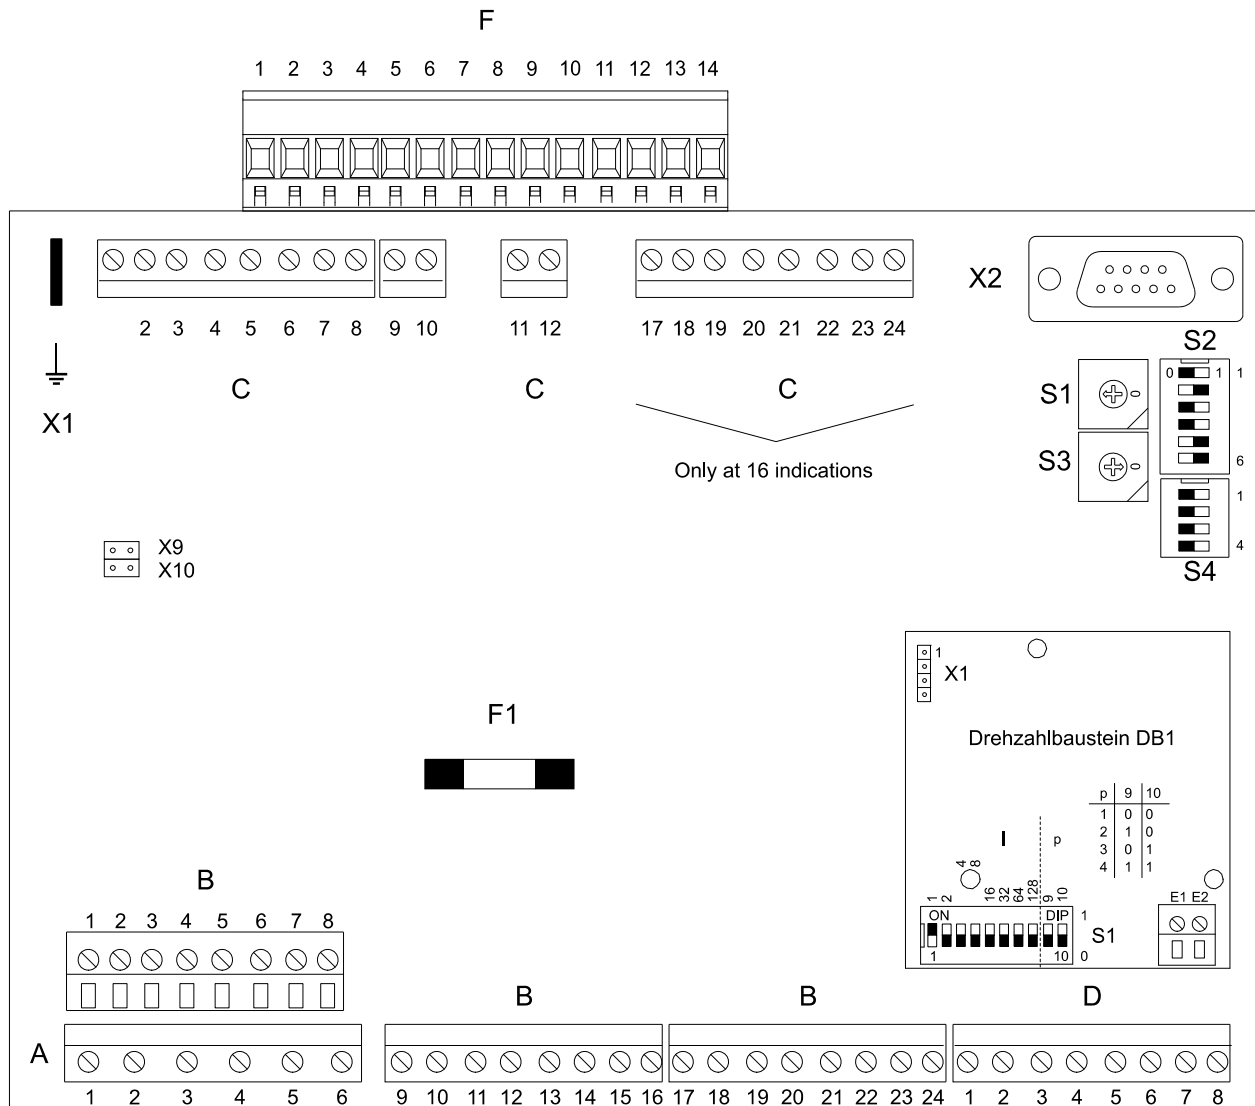 F
1 2 3 4 5 6 7 8 9 10 11 12 13 14
X2
2 3 4 5 6 7 8 9 10 11 12 17 18 19 20 21 22 23 24
S2
0 1 1
C C C
S1
X1
S3
6
Only at 16 indications
1
X9
X10
4
S4
1
X1
F1
Drehzahlbaustein DB1
p 9 10
1 0 0
2 1 0
3 0 1
4 1 1
I p
B
1 2 4 8 16 32 64 128 9 10
E1 E2
1 2 3 4 5 6 7 8
ON DIP 1
S1
1 10 0
B B D
A
1 2 3 4 5 6 9 10 11 12 13 14 15 16 17 18 19 20 21 22 23 24 1 2 3 4 5 6 7 8